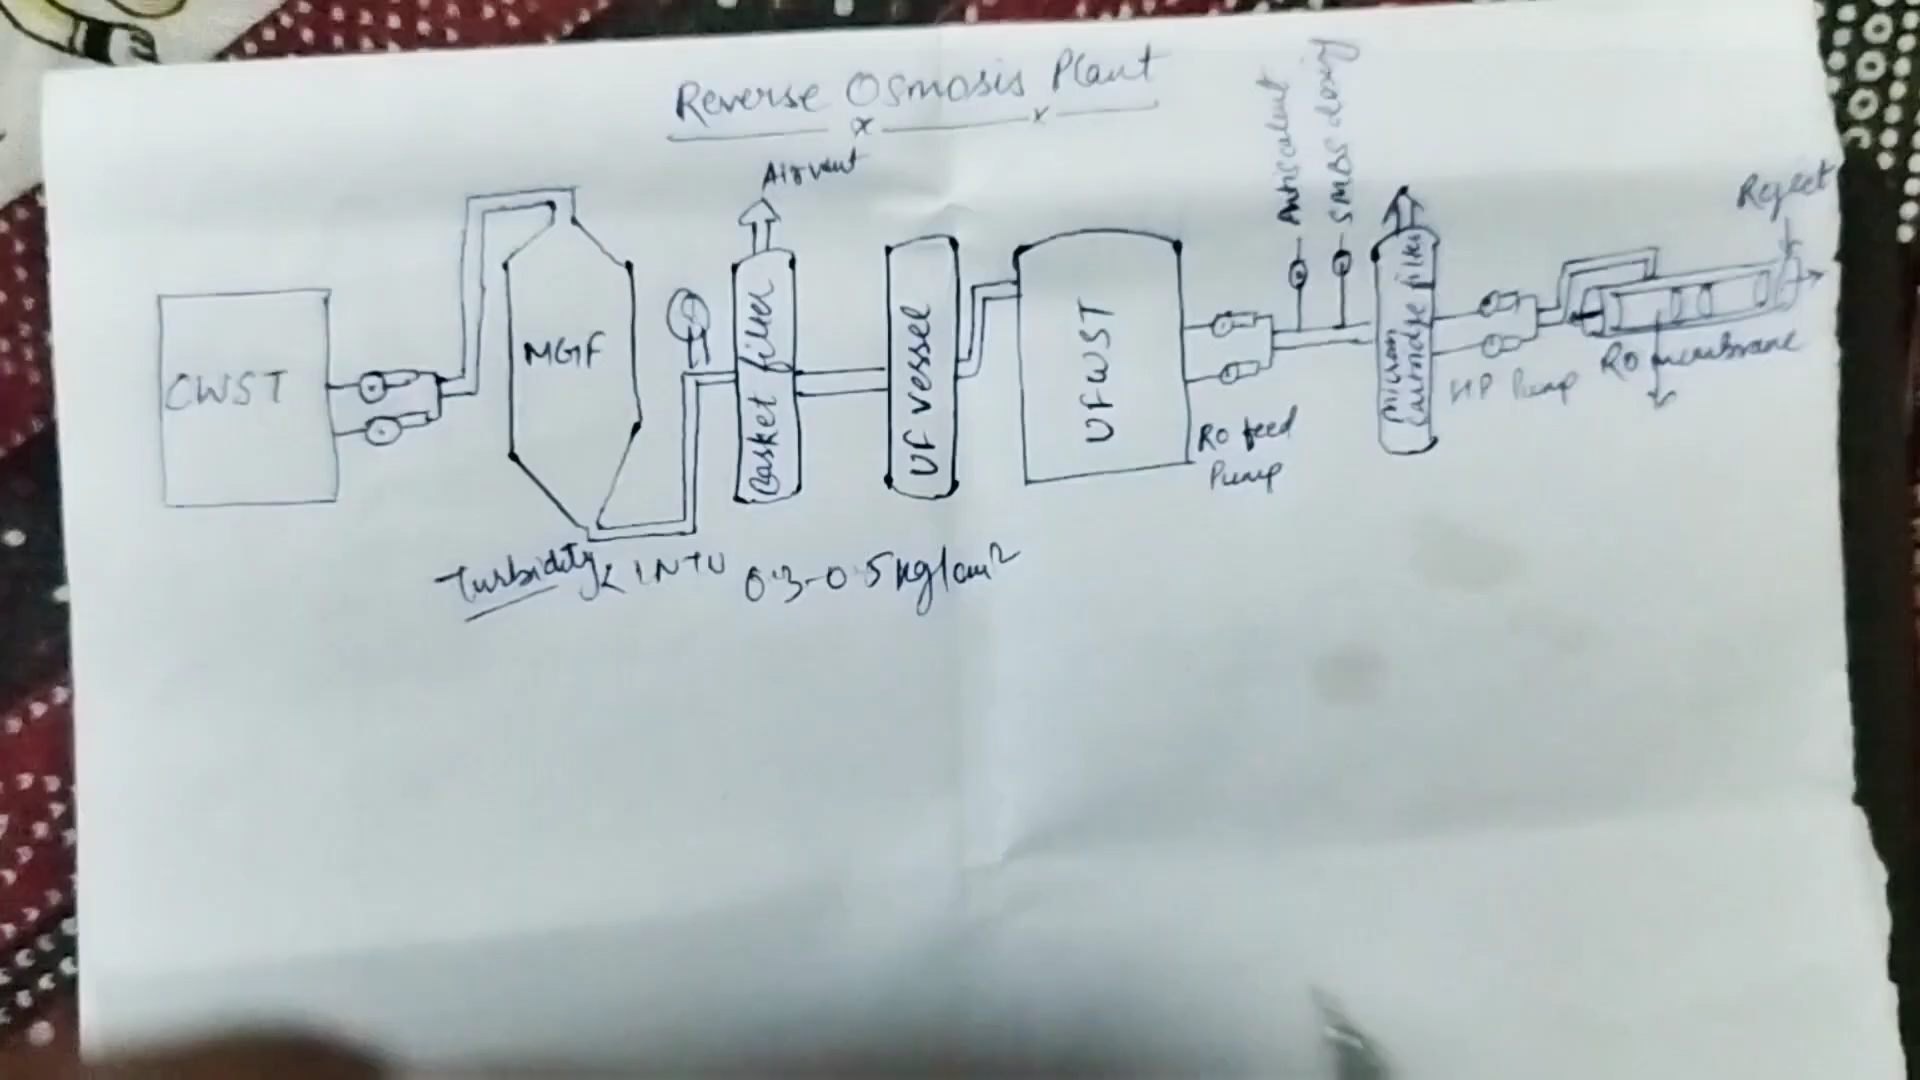 Reverse Osmosis Plant
Air vent
Antiscalent
SMBS dosing
Reject
CWST
MGF
Basket filter
UF vessel
UFWST
RO feed
Pump
Micron
Cartridge filter
HP Pump
RO membrane
Turbidity < 1 NTU
0.3-0.5 kg/cm²